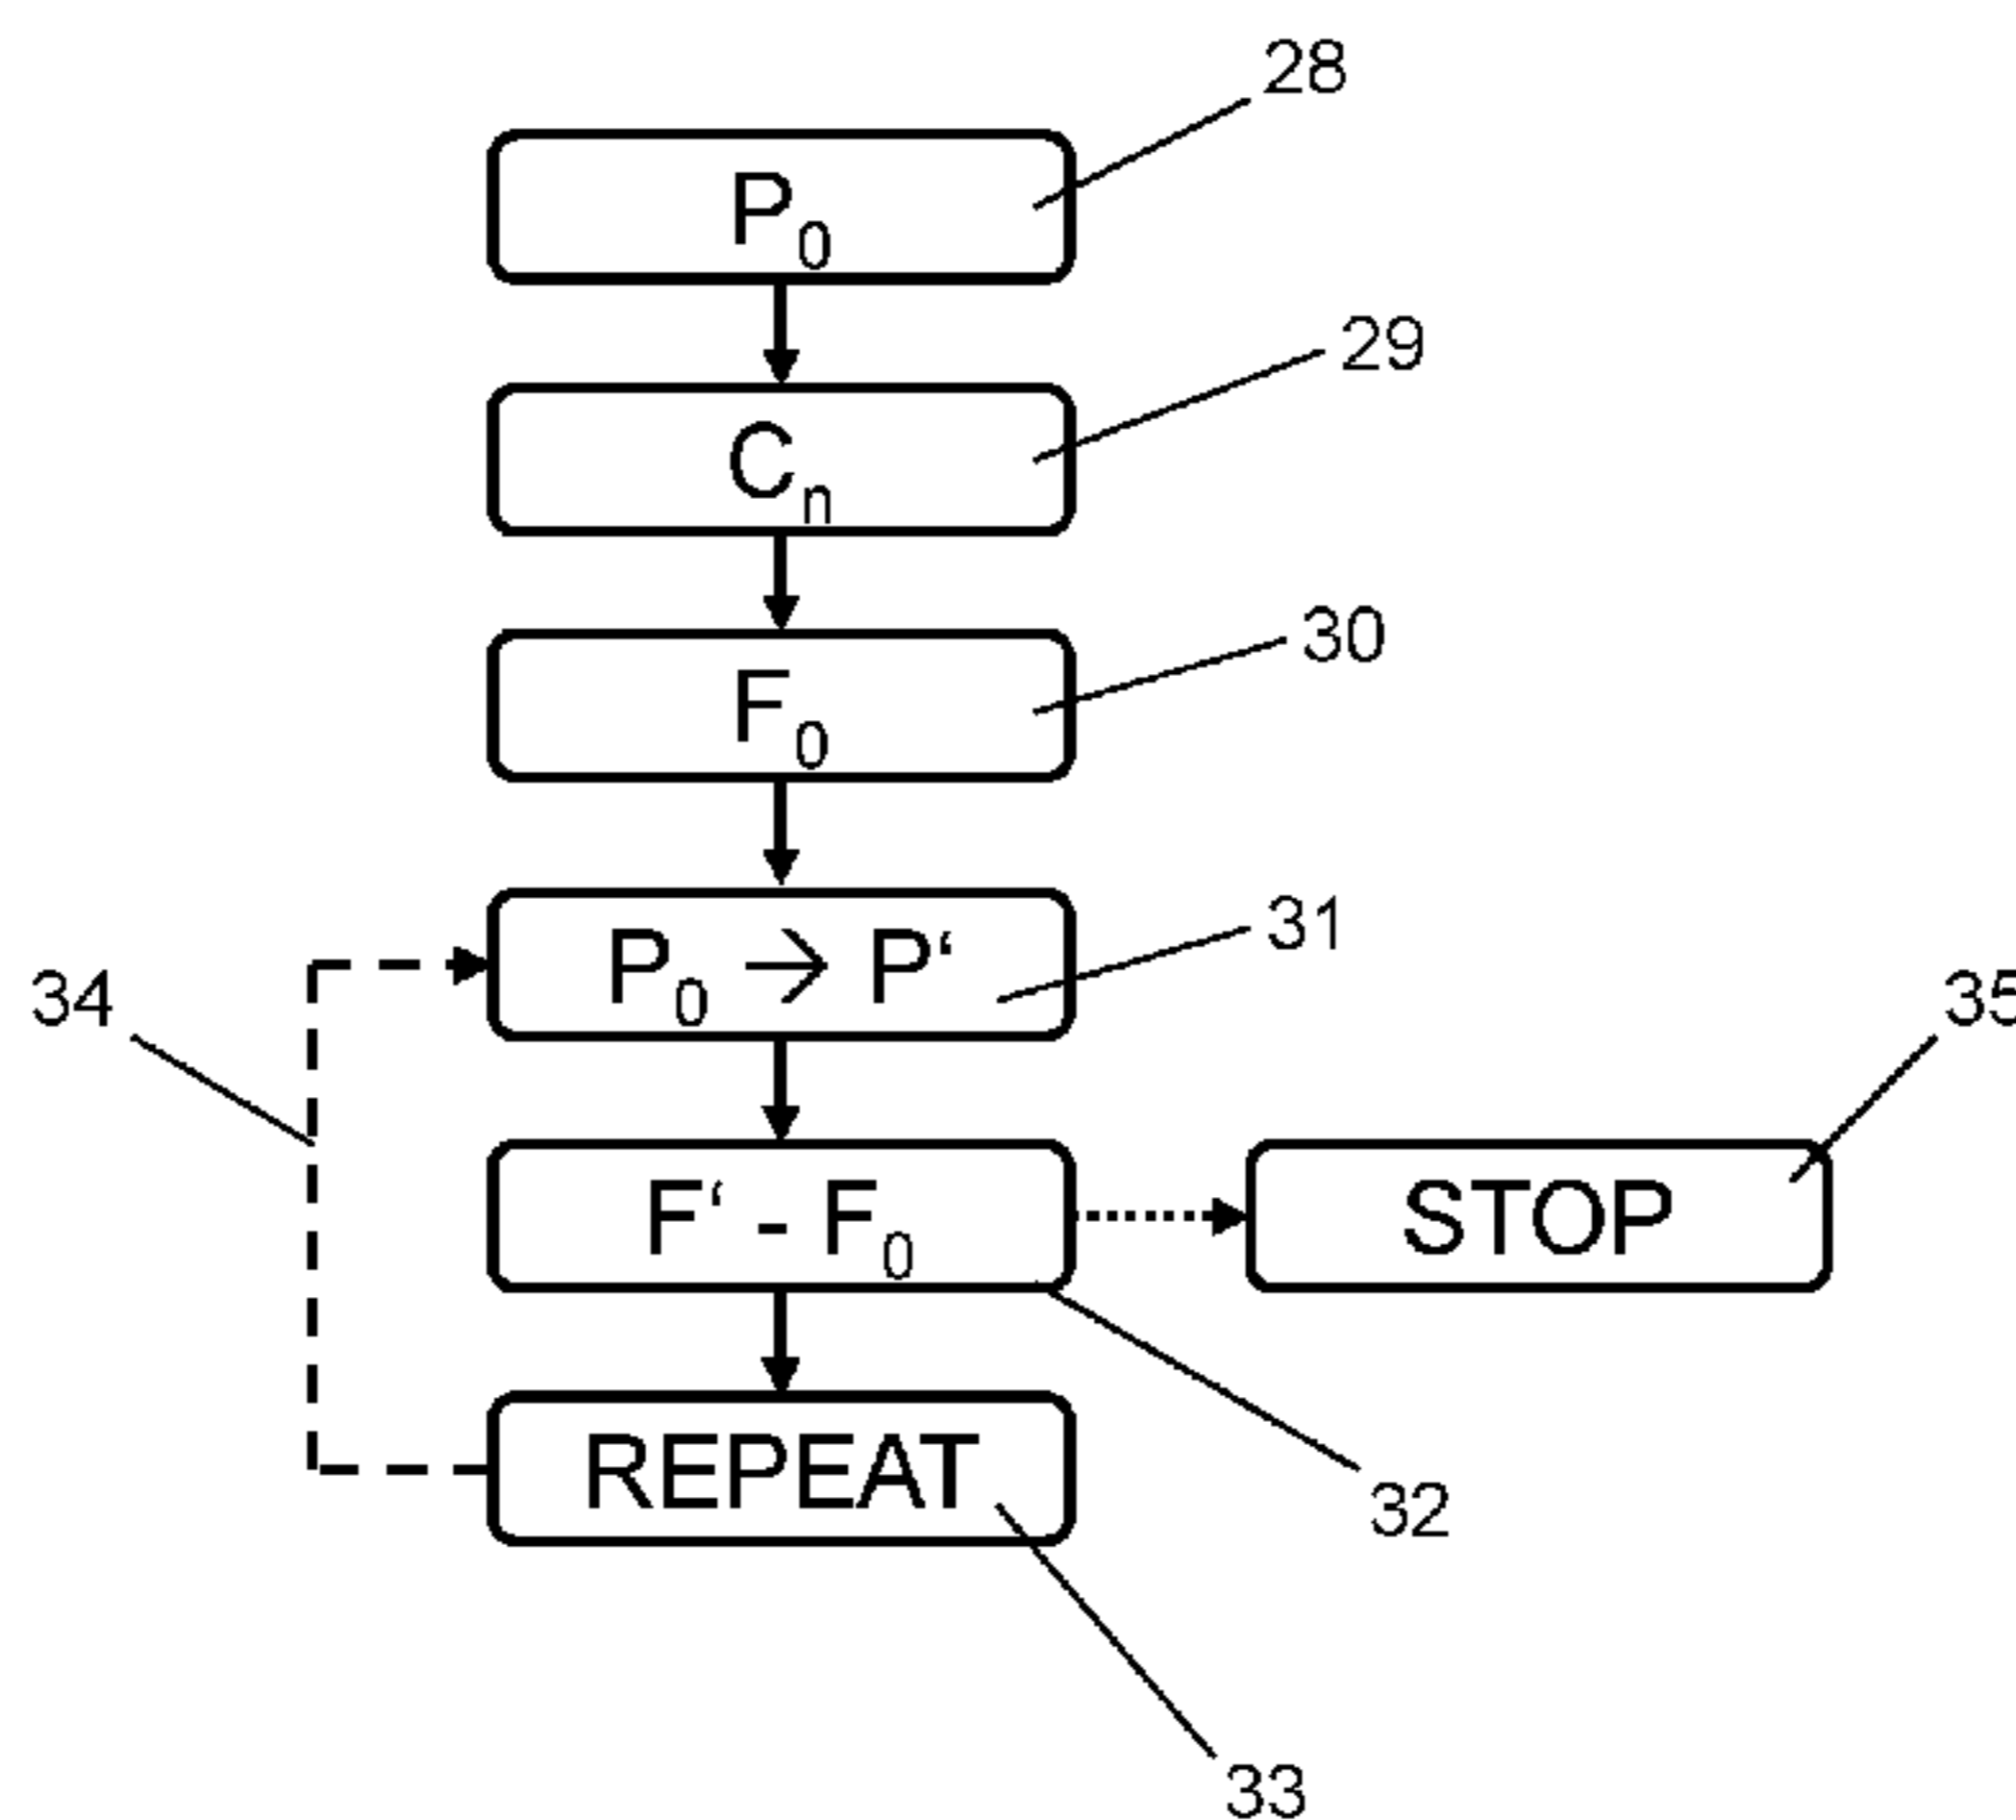 28
P₀
29
Cₙ
30
F₀
31
P₀ → P‘
34
35
F‘ - F₀
STOP
32
REPEAT
33